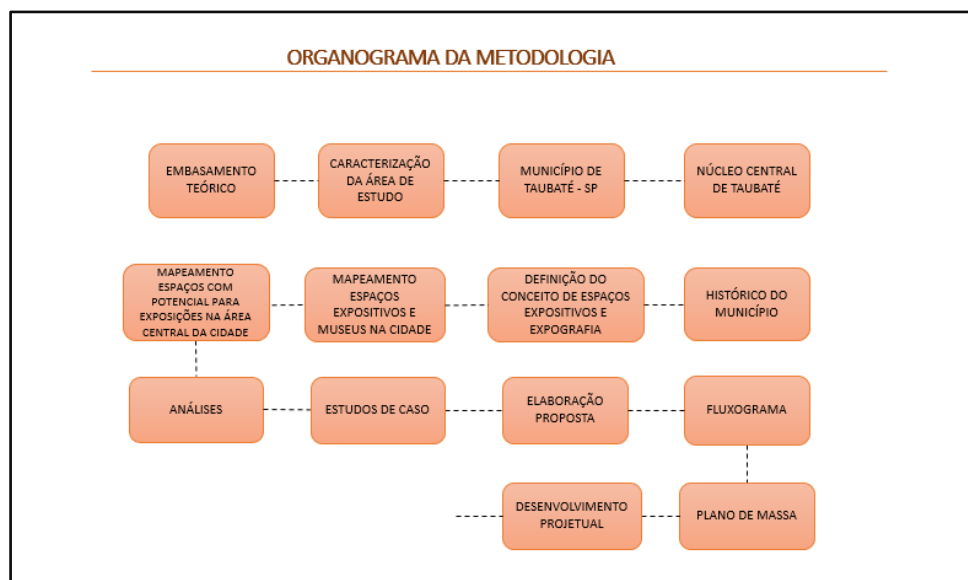 ORGANOGRAMA DA METODOLOGIA
EMBASAMENTO
TEÓRICO
CARACTERIZAÇÃO
DA ÁREA DE
ESTUDO
MUNICÍPIO DE
TAUBATÉ - SP
NÚCLEO CENTRAL
DE TAUBATÉ
MAPEAMENTO
ESPAÇOS COM
POTENCIAL PARA
EXPOSIÇÕES NA ÁREA
CENTRAL DA CIDADE
MAPEAMENTO
ESPAÇOS
EXPOSITIVOS E
MUSEUS NA CIDADE
DEFINIÇÃO DO
CONCEITO DE ESPAÇOS
EXPOSITIVOS E
EXPOGRAFIA
HISTÓRICO DO
MUNICÍPIO
ANÁLISES
ESTUDOS DE CASO
ELABORAÇÃO
PROPOSTA
FLUXOGRAMA
DESENVOLVIMENTO
PROJETUAL
PLANO DE MASSA